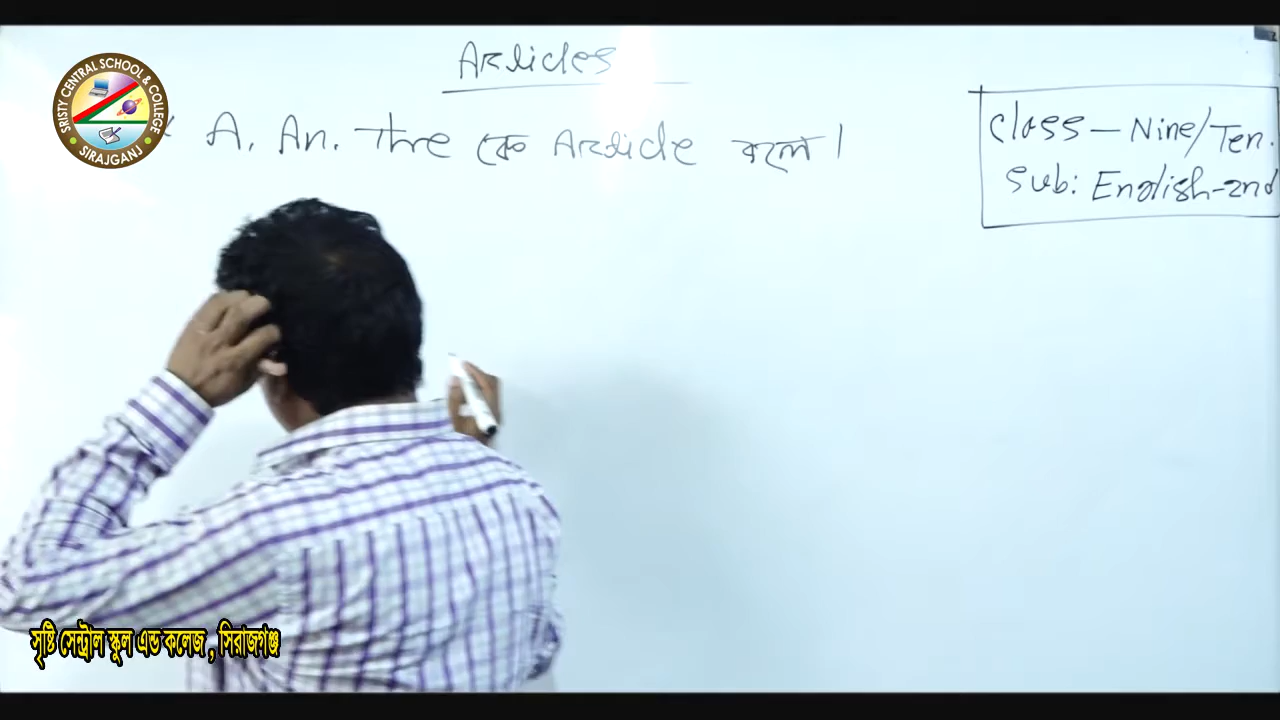 Articles
A. An. The কে Article বলে।
Class – Nine/Ten.
Sub: English-2nd
SRISTY CENTRAL SCHOOL & COLLEGE
SIRAJGANJ
সৃষ্টি সেন্ট্রাল স্কুল এন্ড কলেজ, সিরাজগঞ্জ